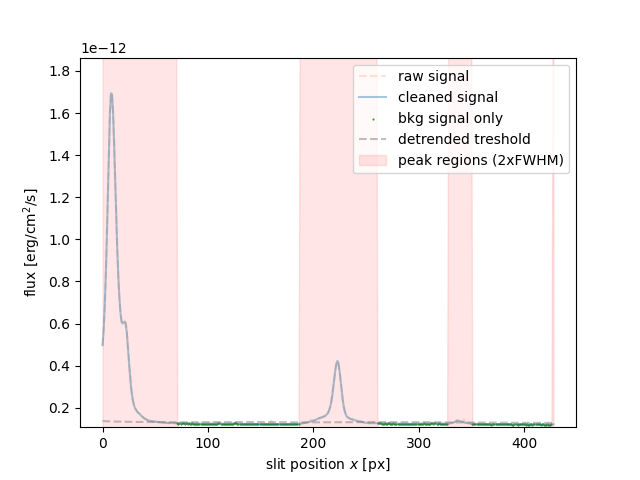 1e−12
1.8
1.6
1.4
1.2
1.0
0.8
0.6
0.4
0.2
flux [erg/cm²/s]
raw signal
cleaned signal
bkg signal only
detrended treshold
peak regions (2xFWHM)
0 100 200 300 400
slit position x [px]